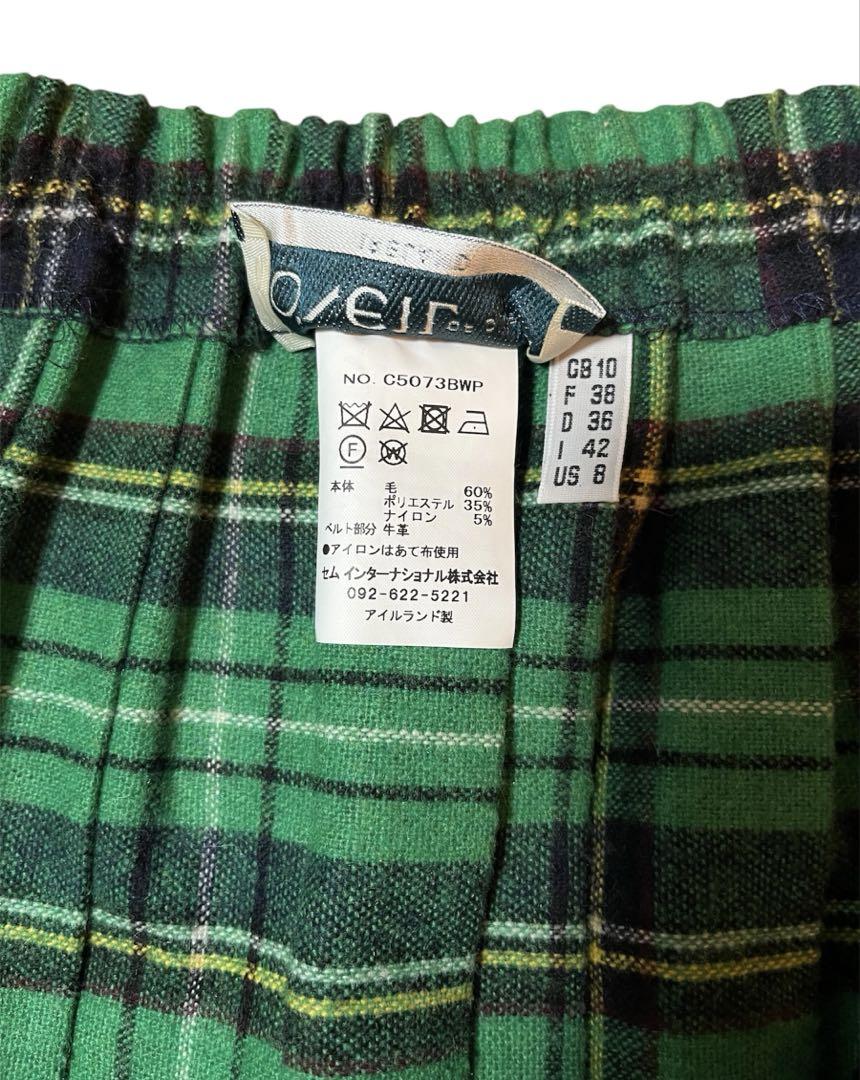 NO. C5073BWP
F W
本体 毛 60%
ポリエステル 35%
ナイロン 5%
ベルト部分 牛革
●アイロンはあて布使用
セム インターナショナル株式会社
092-622-5221
アイルランド製
GB 10
F 38
D 36
I 42
US 8